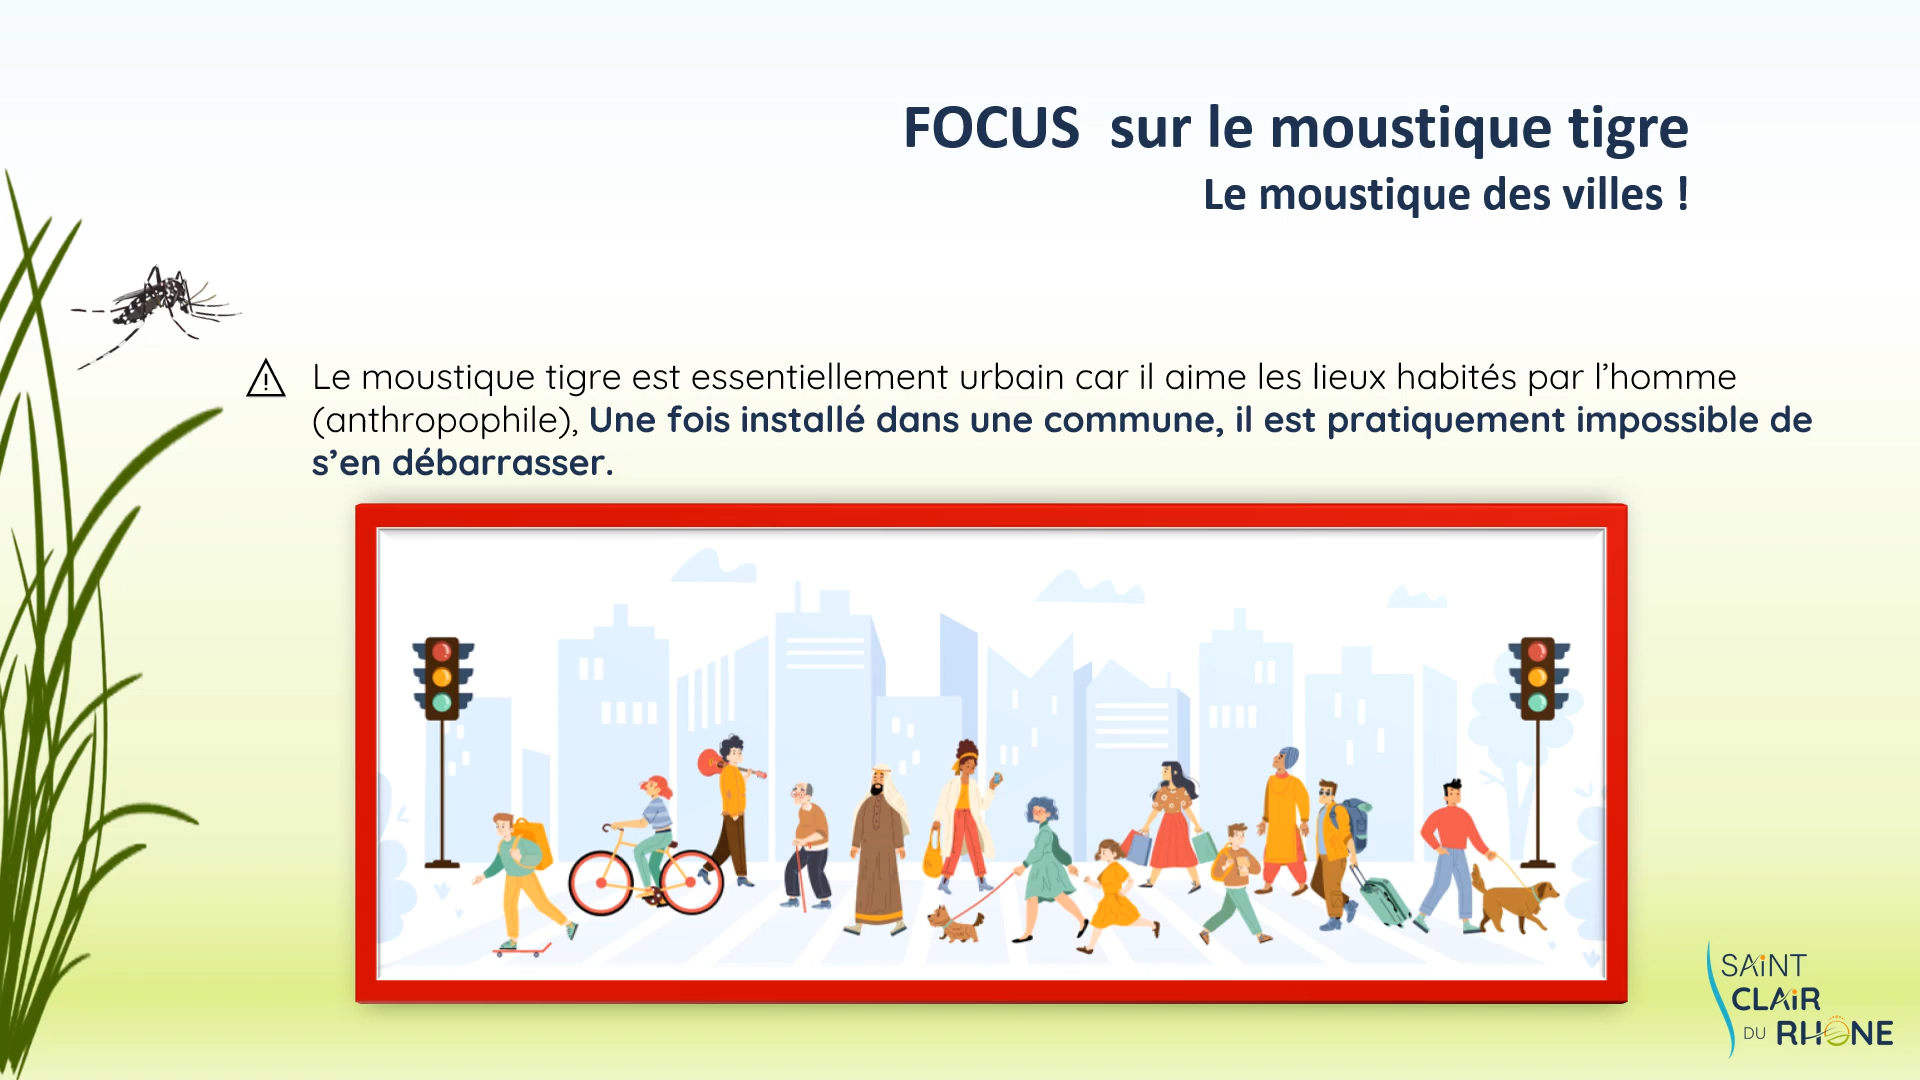 FOCUS  sur le moustique tigre
Le moustique des villes !
Le moustique tigre est essentiellement urbain car il aime les lieux habités par l’homme
(anthropophile), Une fois installé dans une commune, il est pratiquement impossible de
s’en débarrasser.
SAiNT
CLAiR
DU RHÔNE